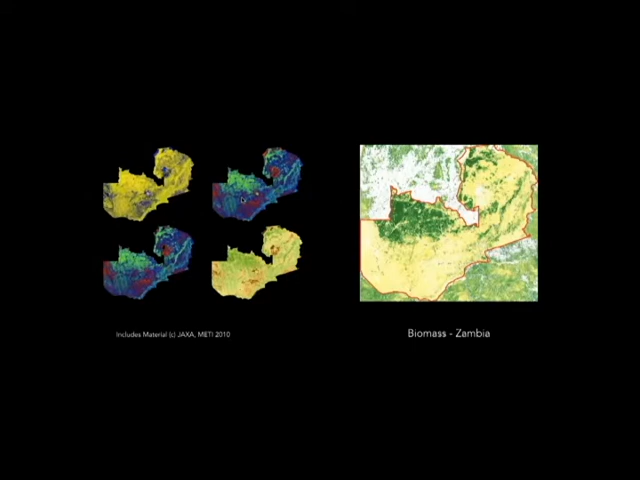 Includes Material (c) JAXA, METI 2010
Biomass - Zambia